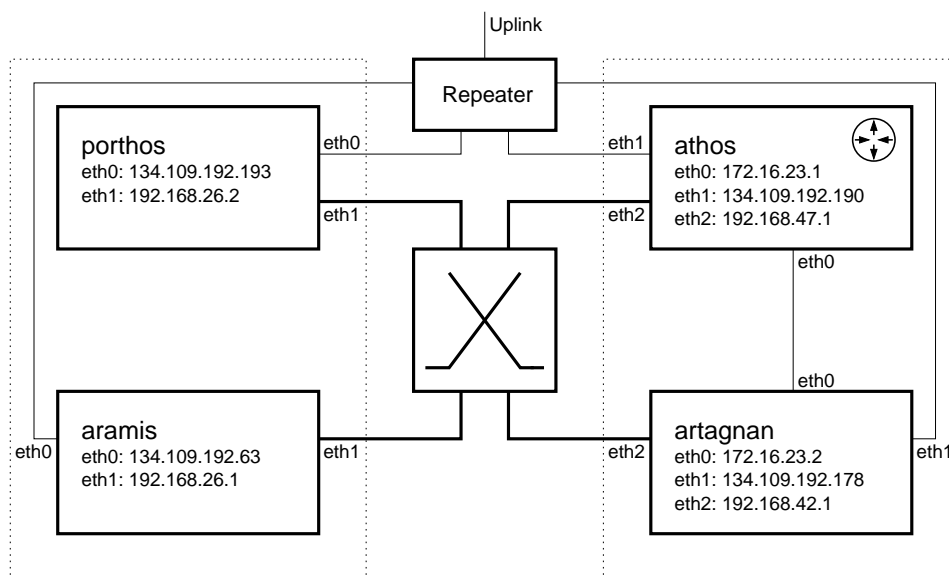 Uplink
Repeater
porthos
eth0: 134.109.192.193
eth1: 192.168.26.2
eth0
eth1
eth1
eth2
athos
eth0: 172.16.23.1
eth1: 134.109.192.190
eth2: 192.168.47.1
eth0
eth0
aramis
eth0: 134.109.192.63
eth1: 192.168.26.1
eth0
eth1
eth2
artagnan
eth0: 172.16.23.2
eth1: 134.109.192.178
eth2: 192.168.42.1
eth1